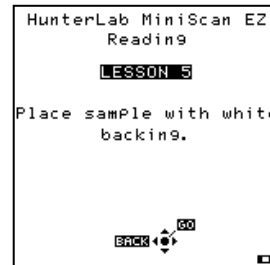 HunterLab MiniScan EZ
Reading
LESSON 5
Place sample with white
backing.
GO
BACK